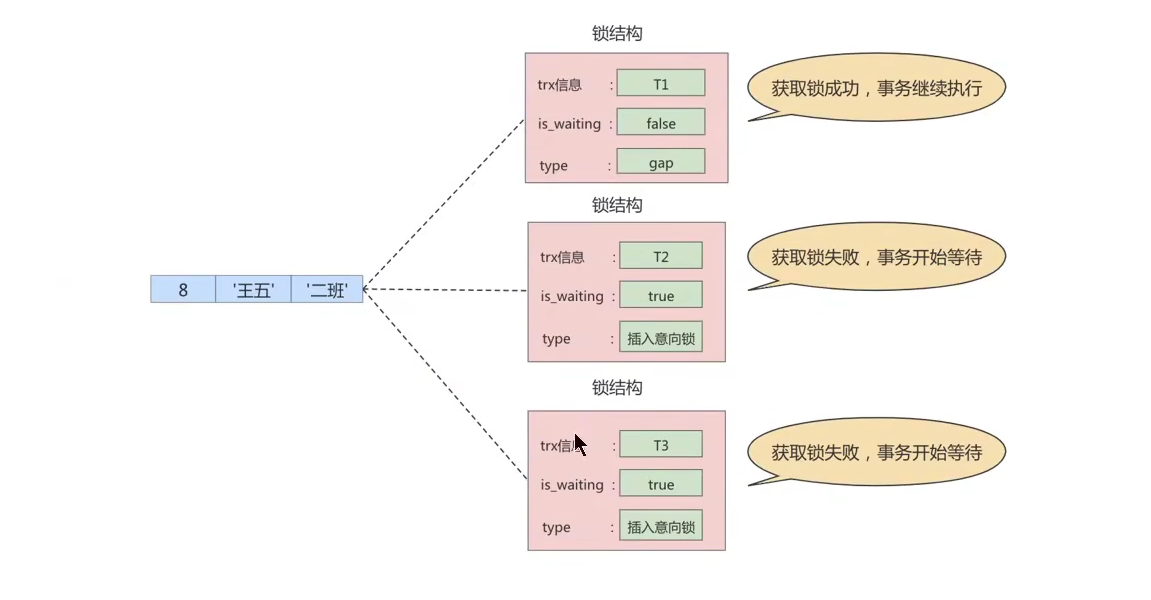 锁结构
trx信息 : T1
is_waiting : false
type : gap
获取锁成功，事务继续执行
锁结构
trx信息 : T2
is_waiting : true
type : 插入意向锁
获取锁失败，事务开始等待
8 '王五' '二班'
锁结构
trx信息 : T3
is_waiting : true
type : 插入意向锁
获取锁失败，事务开始等待